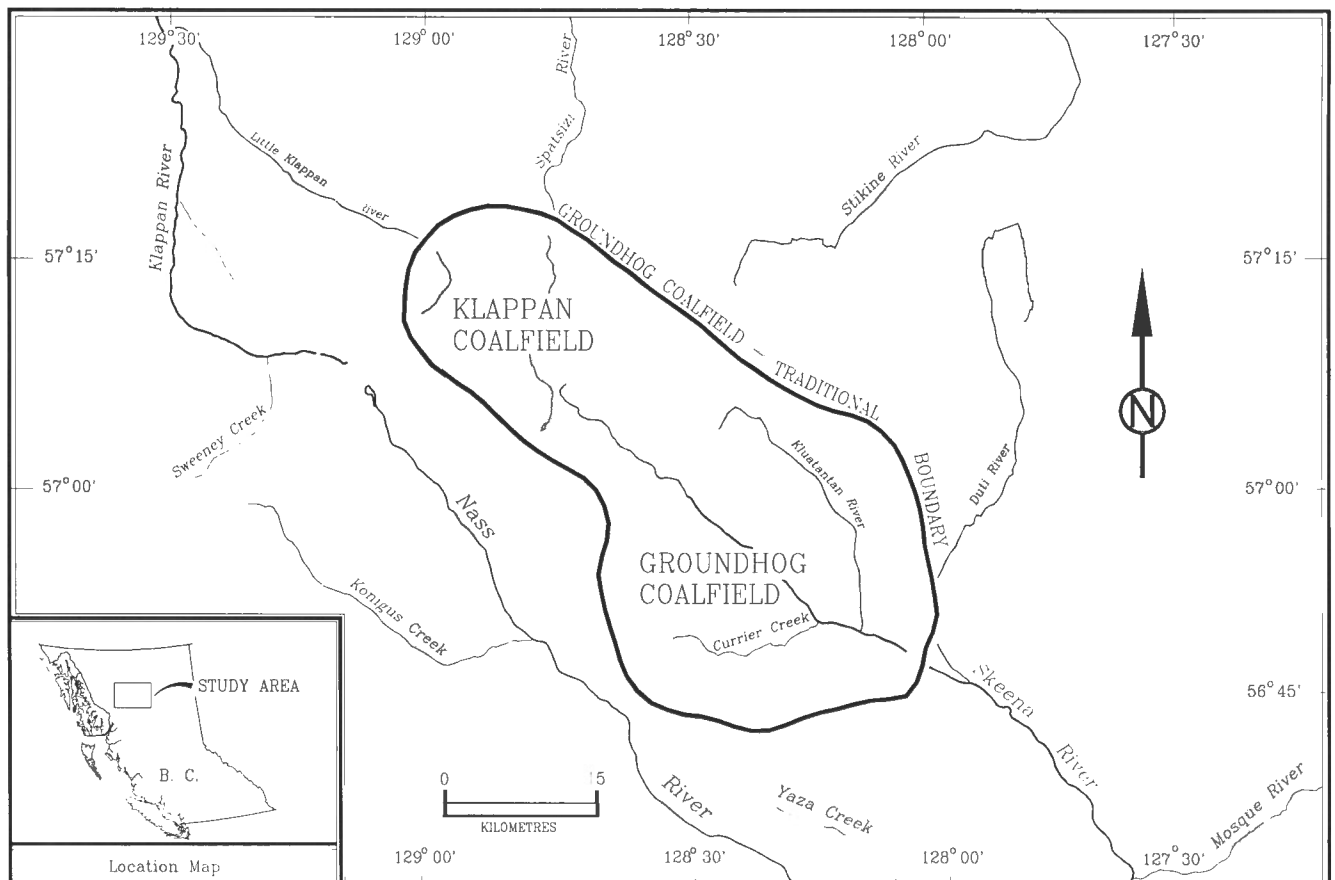 129°30'
129°00'
128°30'
128°00'
127°30'
River
Spatsizi
Little Klappan
River
Klappan River
Stikine River
57°15'
57°15'
GROUNDHOG COALFIELD – TRADITIONAL BOUNDARY
KLAPPAN
COALFIELD
N
Sweeney Creek
Kluatantan River
Duti River
57°00'
57°00'
Nass
GROUNDHOG
COALFIELD
Konigus Creek
Currier Creek
Skeena
56°45'
STUDY AREA
B. C.
River
0 15
KILOMETRES
River
Yaza Creek
Mosque River
129°00'
128°30'
128°00'
127°30'
Location Map